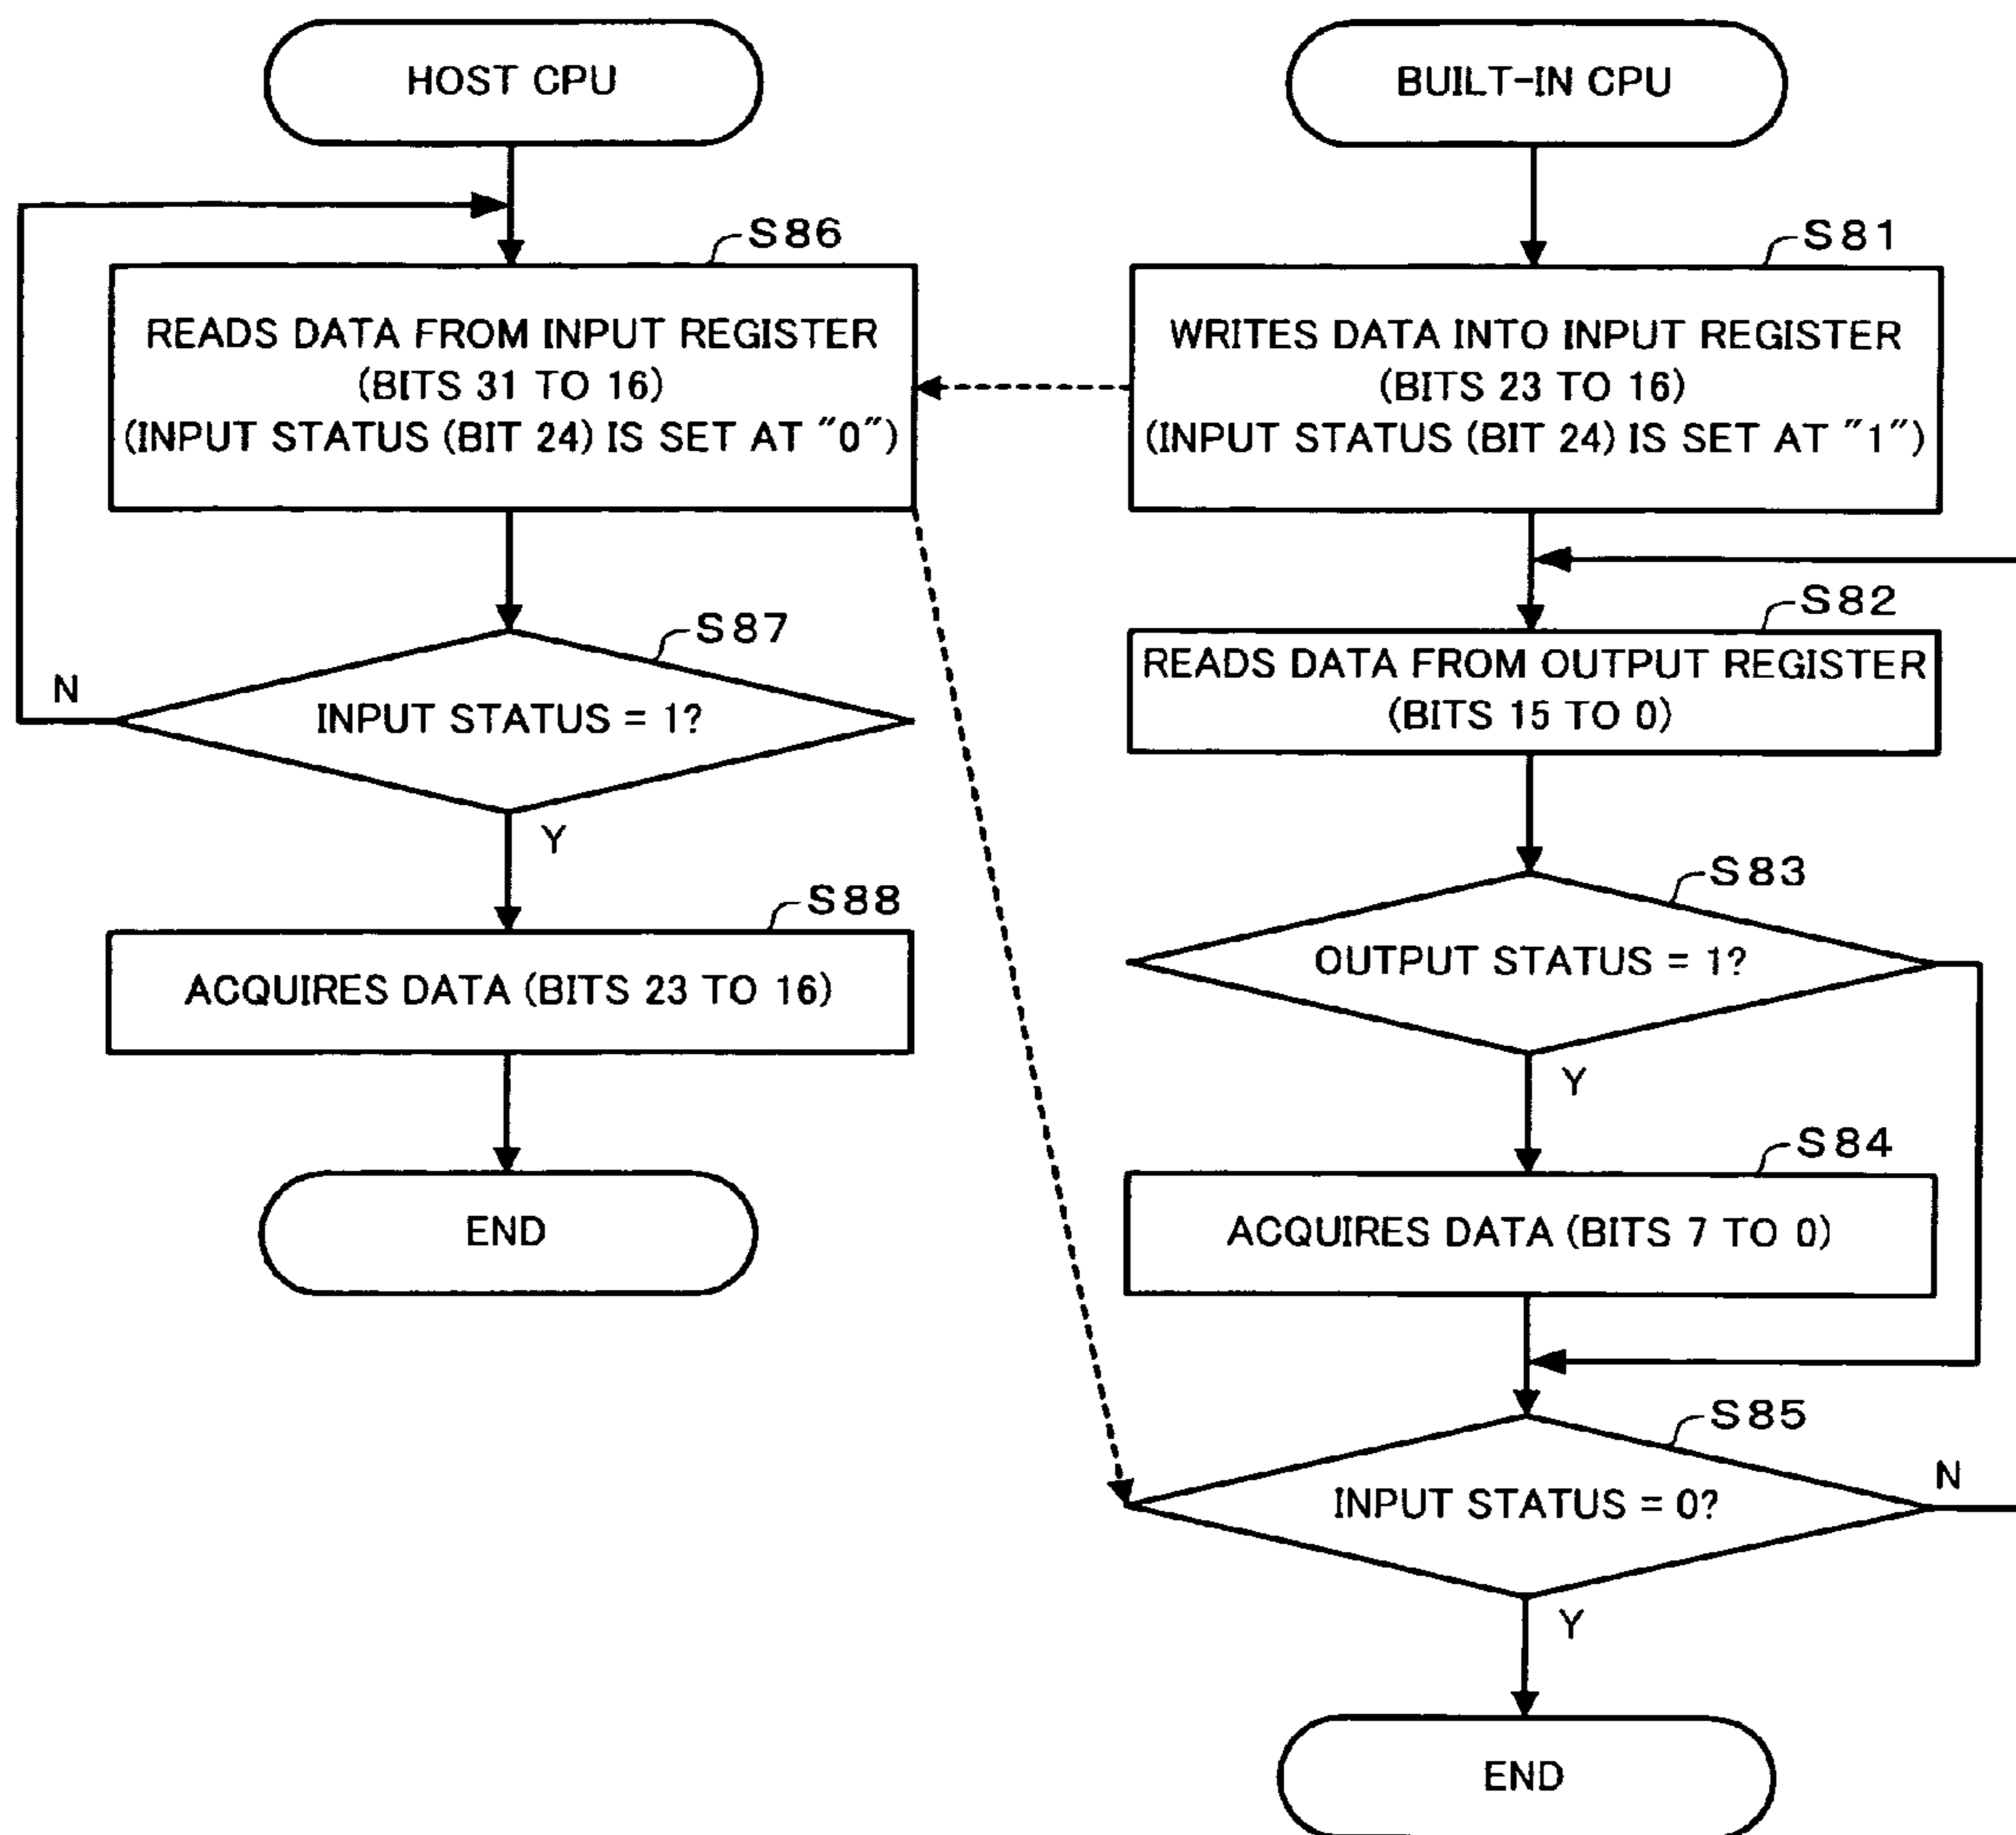 HOST CPU
S86
READS DATA FROM INPUT REGISTER
(BITS 31 TO 16)
(INPUT STATUS (BIT 24) IS SET AT "0")
S87
INPUT STATUS = 1?
N
Y
S88
ACQUIRES DATA (BITS 23 TO 16)
END
BUILT-IN CPU
S81
WRITES DATA INTO INPUT REGISTER
(BITS 23 TO 16)
(INPUT STATUS (BIT 24) IS SET AT "1")
S82
READS DATA FROM OUTPUT REGISTER
(BITS 15 TO 0)
S83
OUTPUT STATUS = 1?
Y
S84
ACQUIRES DATA (BITS 7 TO 0)
S85
INPUT STATUS = 0?
N
Y
END